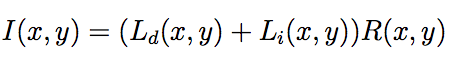 I(x, y) = (L_d(x, y) + L_i(x, y))R(x, y)